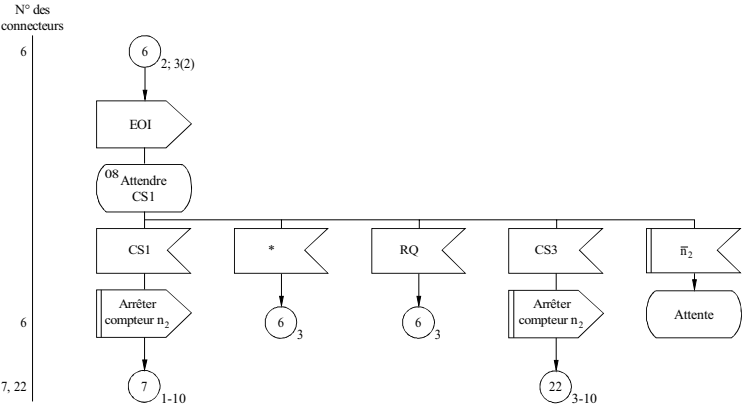 N° des
connecteurs
6
6
2; 3(2)
EOI
08 Attendre
CS1
CS1
*
RQ
CS3
n̅₂
Arrêter
compteur n₂
6
3
6
3
Arrêter
compteur n₂
Attente
6
7, 22
7
1-10
22
3-10